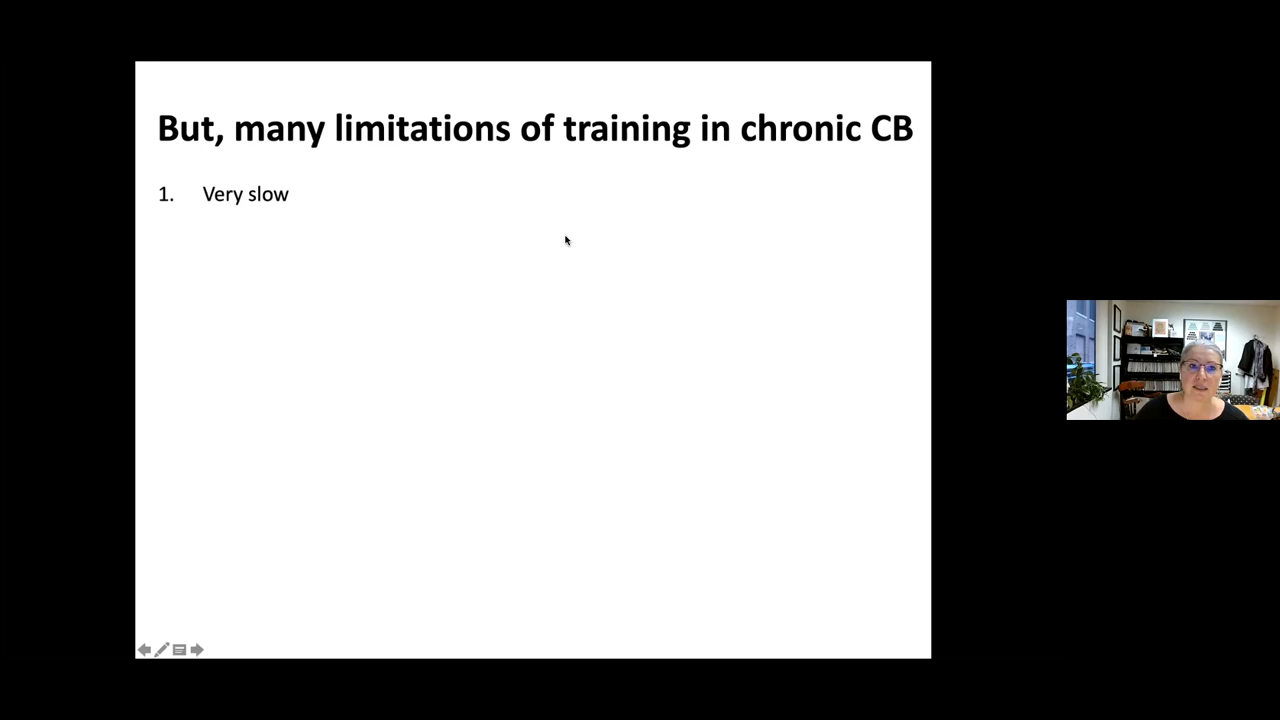 But, many limitations of training in chronic CB
1. Very slow